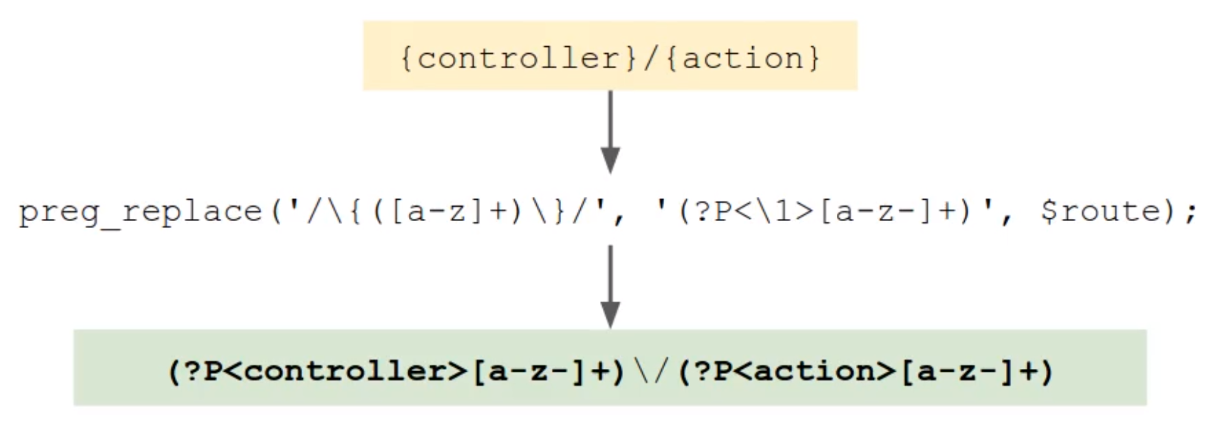 {controller}/{action}
preg_replace('/\{([a-z]+)\}/', '(?P<\1>[a-z-]+)', $route);
(?P<controller>[a-z-]+)\/(?P<action>[a-z-]+)